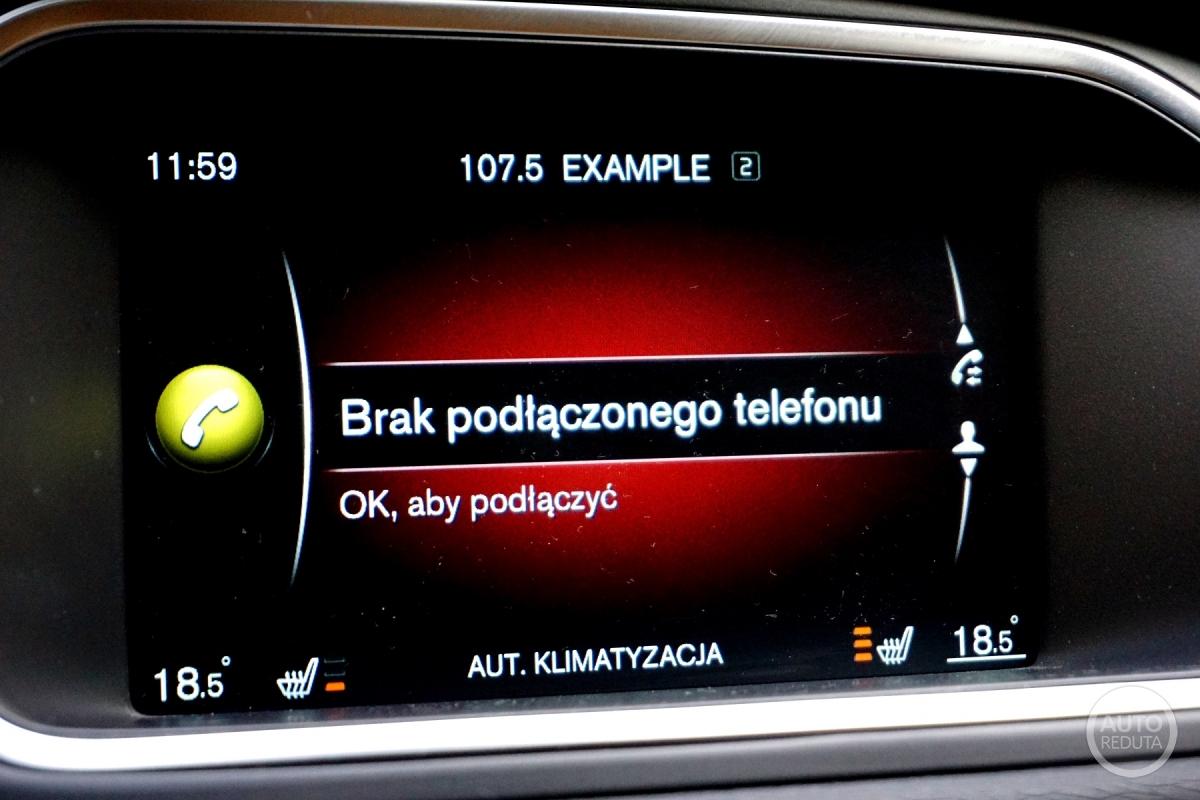 11:59
107.5 EXAMPLE 2
Brak podłączonego telefonu
OK, aby podłączyć
18.5°
AUT. KLIMATYZACJA
18.5°
AUTO
REDUTA